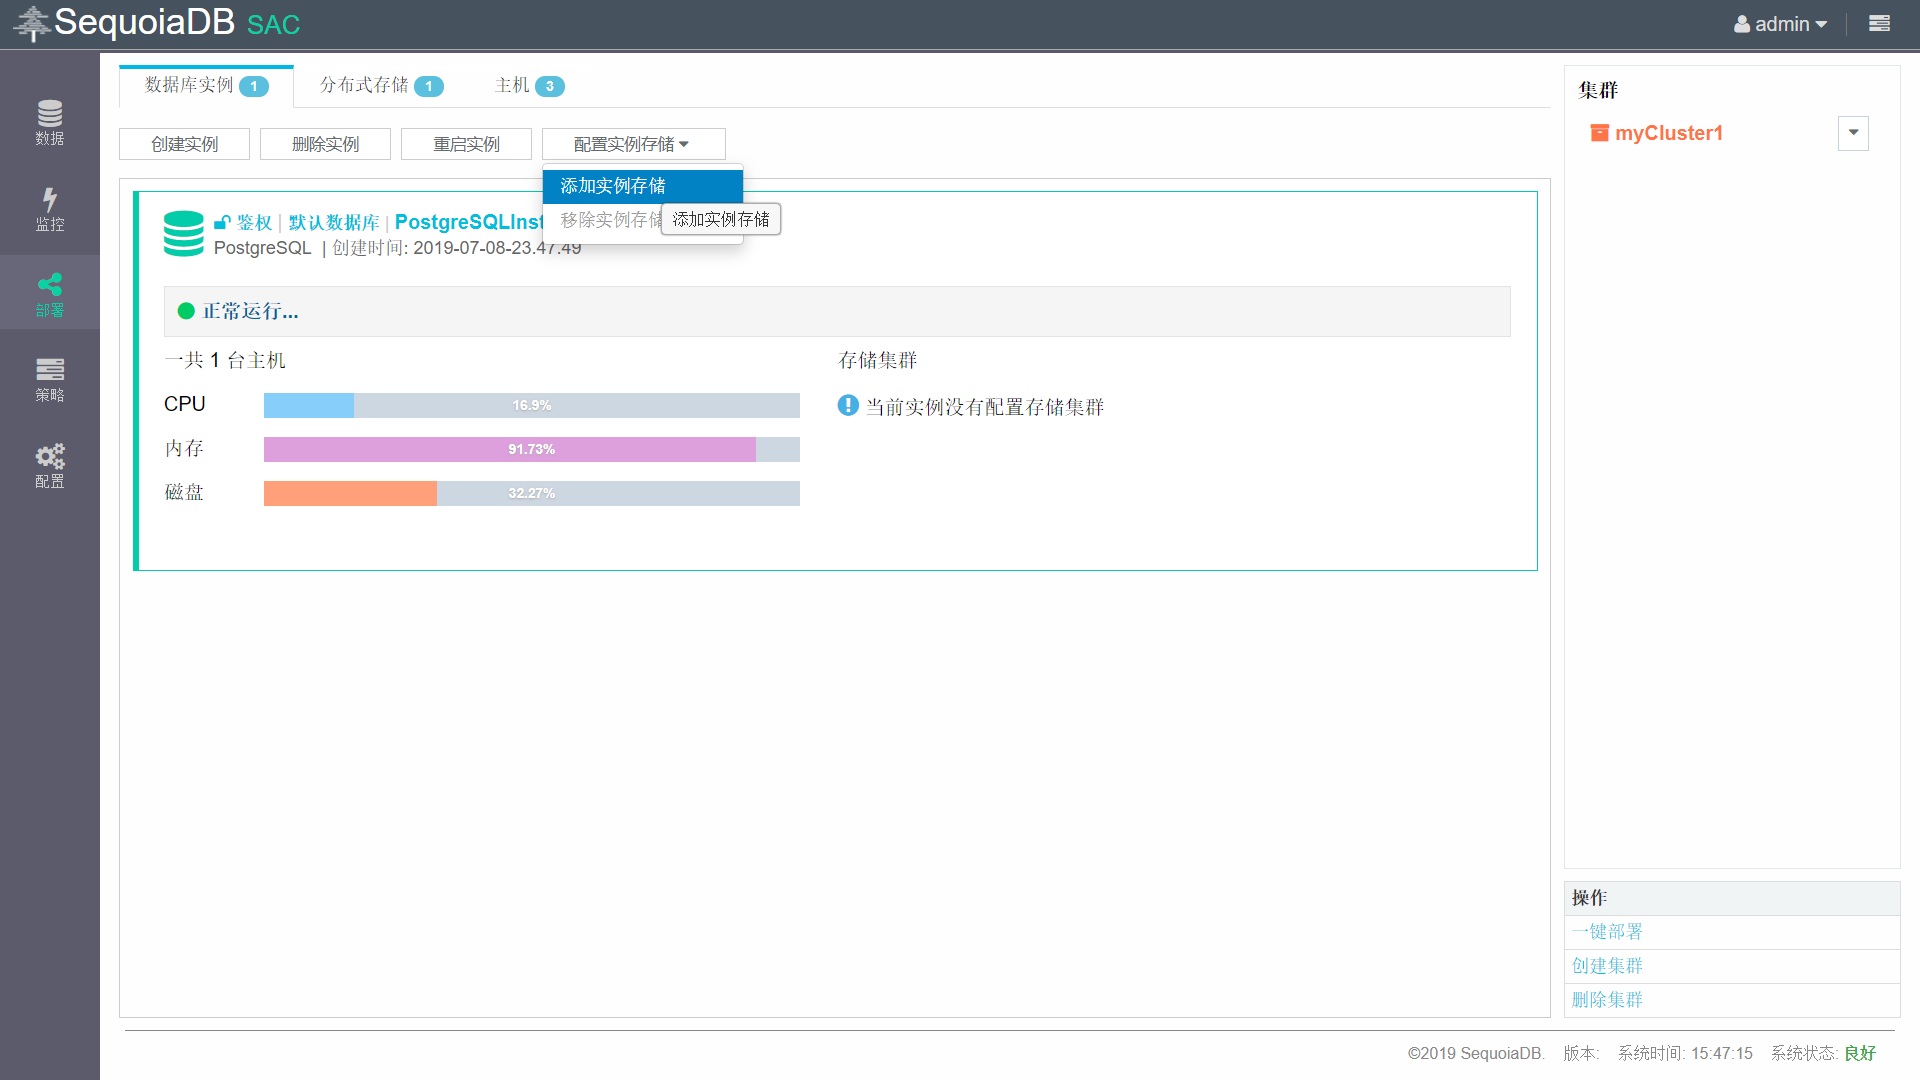 SequoiaDB SAC
admin
数据
监控
部署
策略
配置
数据库实例 1
分布式存储 1
主机 3
创建实例
删除实例
重启实例
配置实例存储
添加实例存储
移除实例存储
添加实例存储
鉴权 | 默认数据库 | PostgreSQLInst
PostgreSQL | 创建时间: 2019-07-08-23.47.49
正常运行...
一共 1 台主机
CPU 16.9%
内存 91.73%
磁盘 32.27%
存储集群
当前实例没有配置存储集群
集群
myCluster1
操作
一键部署
创建集群
删除集群
©2019 SequoiaDB. 版本: 系统时间: 15:47:15 系统状态: 良好